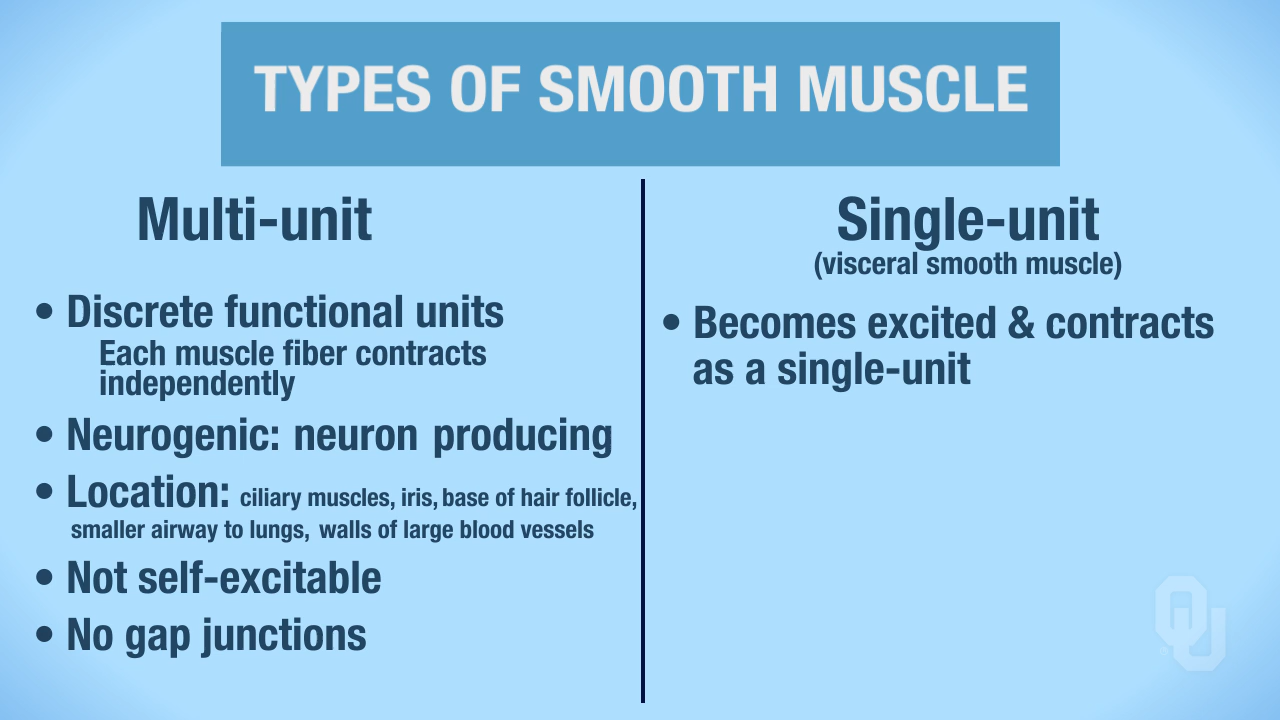 TYPES OF SMOOTH MUSCLE
Multi-unit
• Discrete functional units
Each muscle fiber contracts
independently
• Neurogenic: neuron producing
• Location: ciliary muscles, iris, base of hair follicle,
smaller airway to lungs, walls of large blood vessels
• Not self-excitable
• No gap junctions
Single-unit
(visceral smooth muscle)
• Becomes excited & contracts
as a single-unit
OU